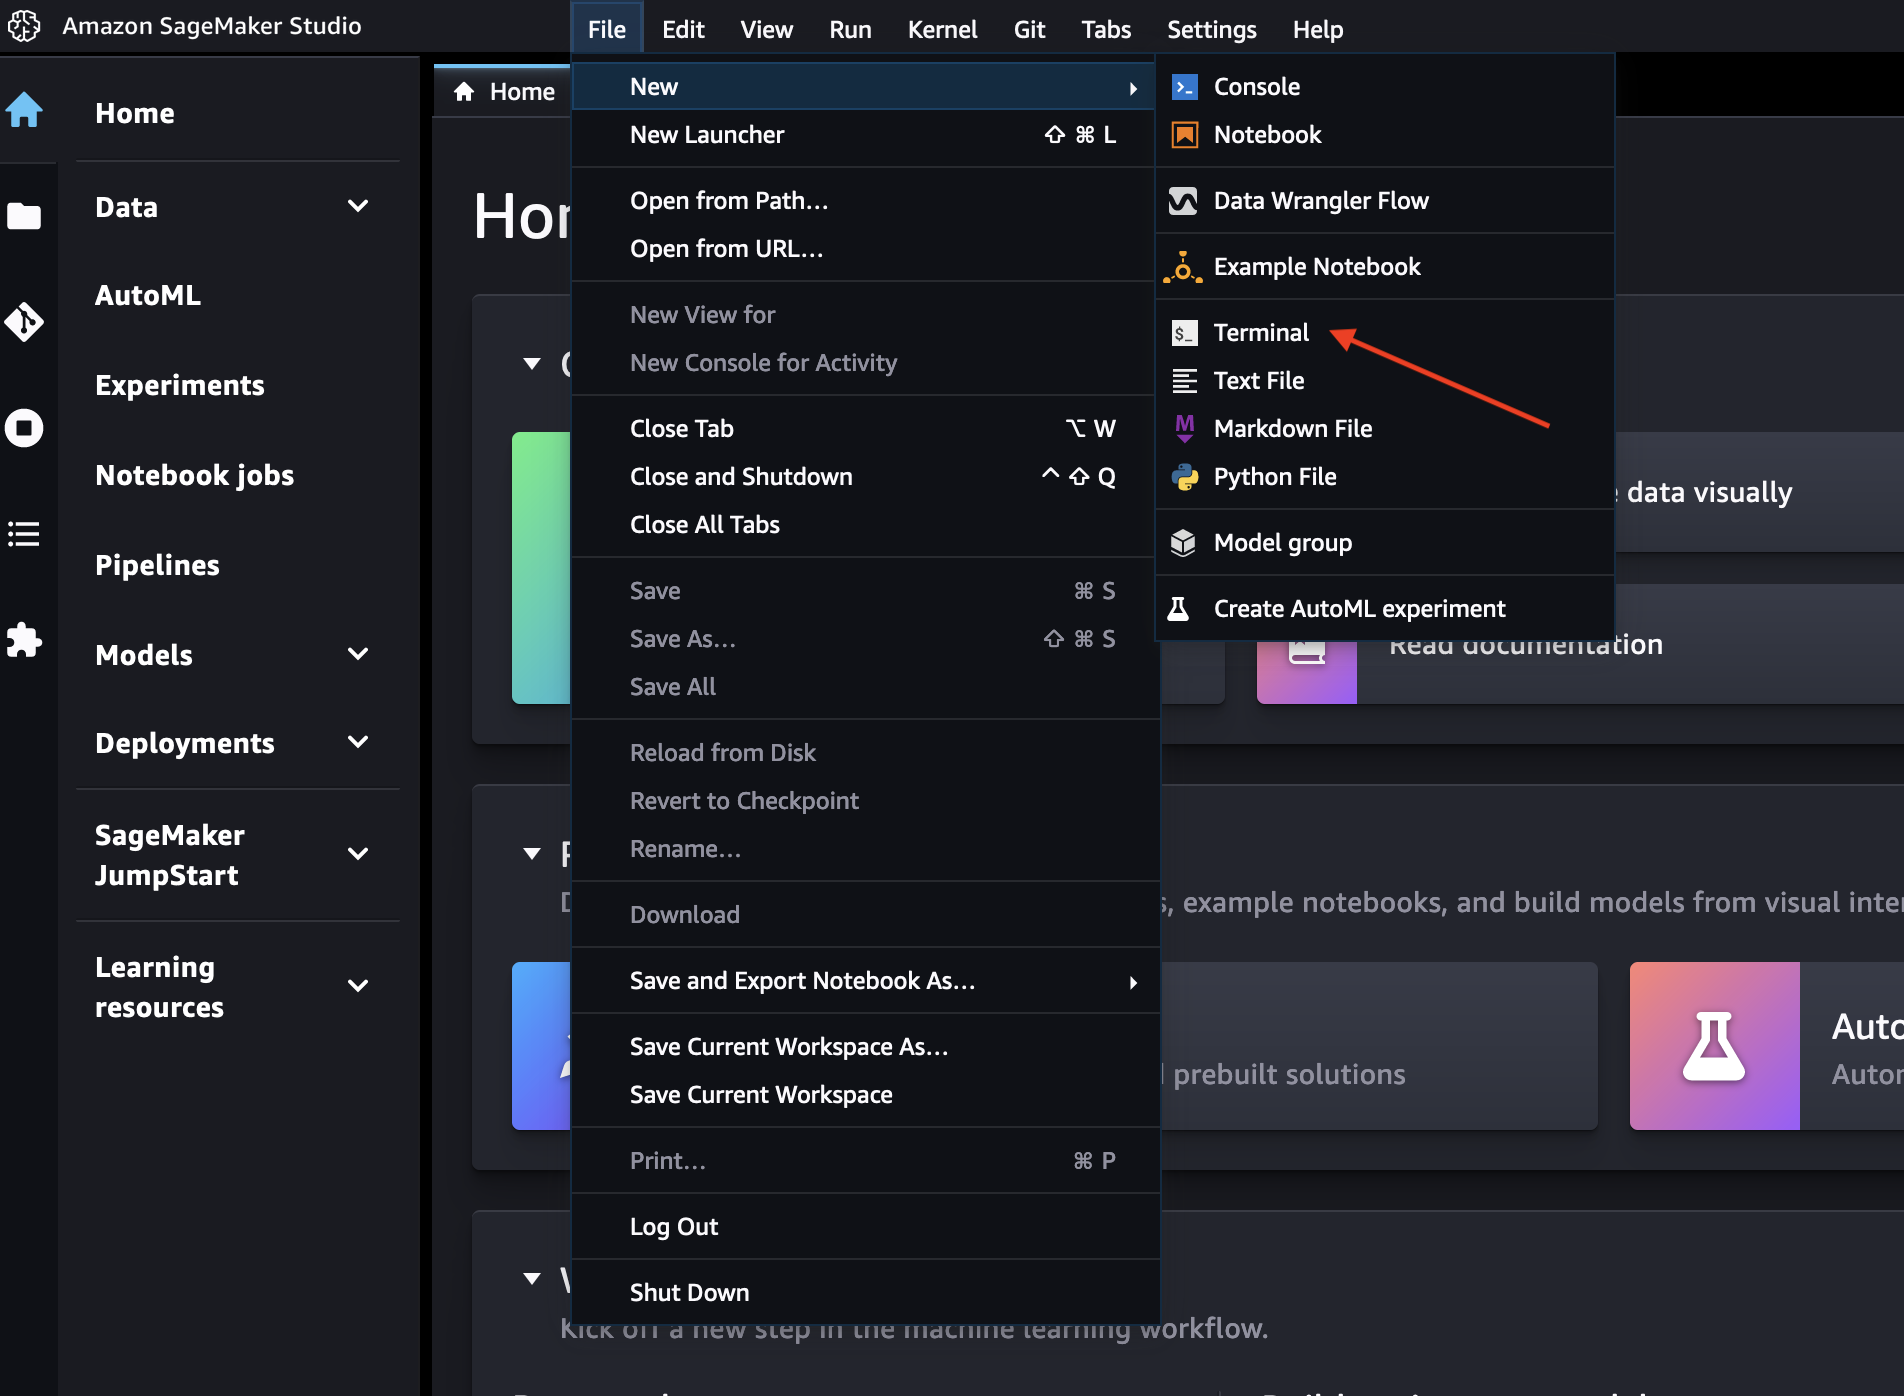 Amazon SageMaker Studio
File Edit View Run Kernel Git Tabs Settings Help
Home
Data
AutoML
Experiments
Notebook jobs
Pipelines
Models
Deployments
SageMaker
JumpStart
Learning
resources
Home
New
New Launcher ⇧ ⌘ L
Open from Path…
Open from URL…
New View for
New Console for Activity
Close Tab ⌥ W
Close and Shutdown ^ ⇧ Q
Close All Tabs
Save ⌘ S
Save As… ⇧ ⌘ S
Save All
Reload from Disk
Revert to Checkpoint
Rename…
Download
Save and Export Notebook As…
Save Current Workspace As…
Save Current Workspace
Print… ⌘ P
Log Out
Shut Down
Console
Notebook
Data Wrangler Flow
Example Notebook
$_ Terminal
Text File
M Markdown File
Python File
Model group
Create AutoML experiment
data visually
Read documentation
, example notebooks, and build models from visual
prebuilt solutions
Kick off a new step in the machine learning workflow.